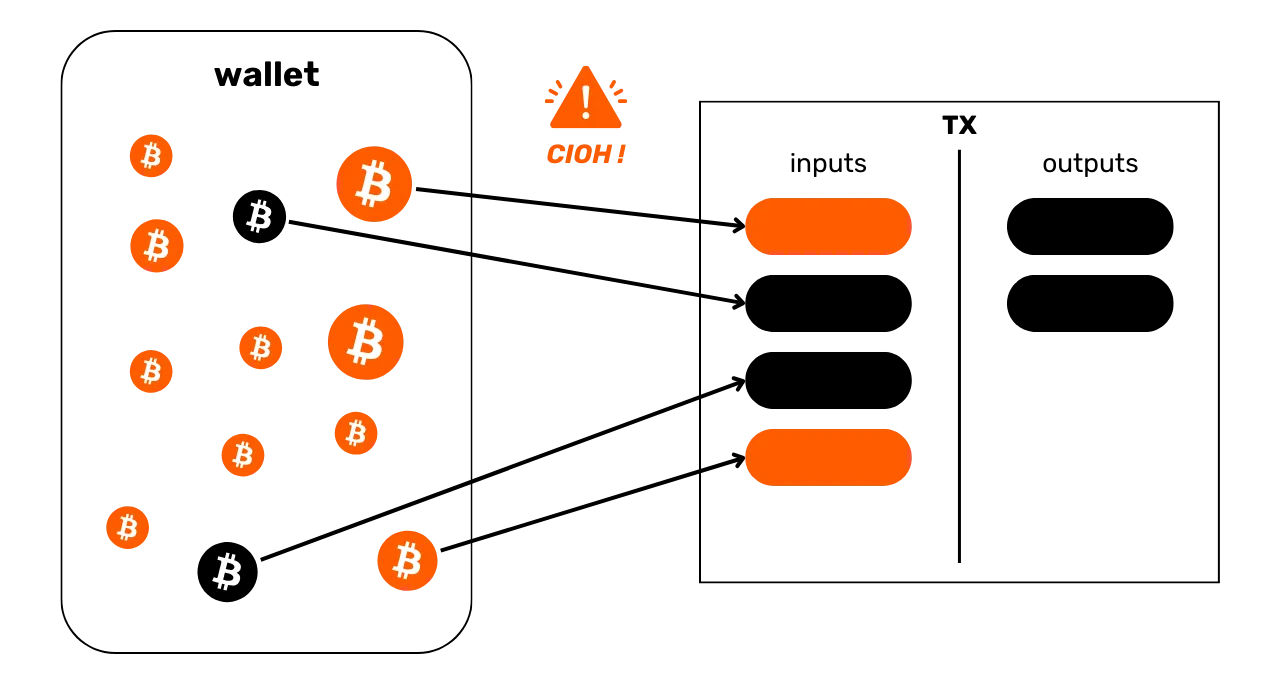 wallet
CIOH !
TX
inputs
outputs